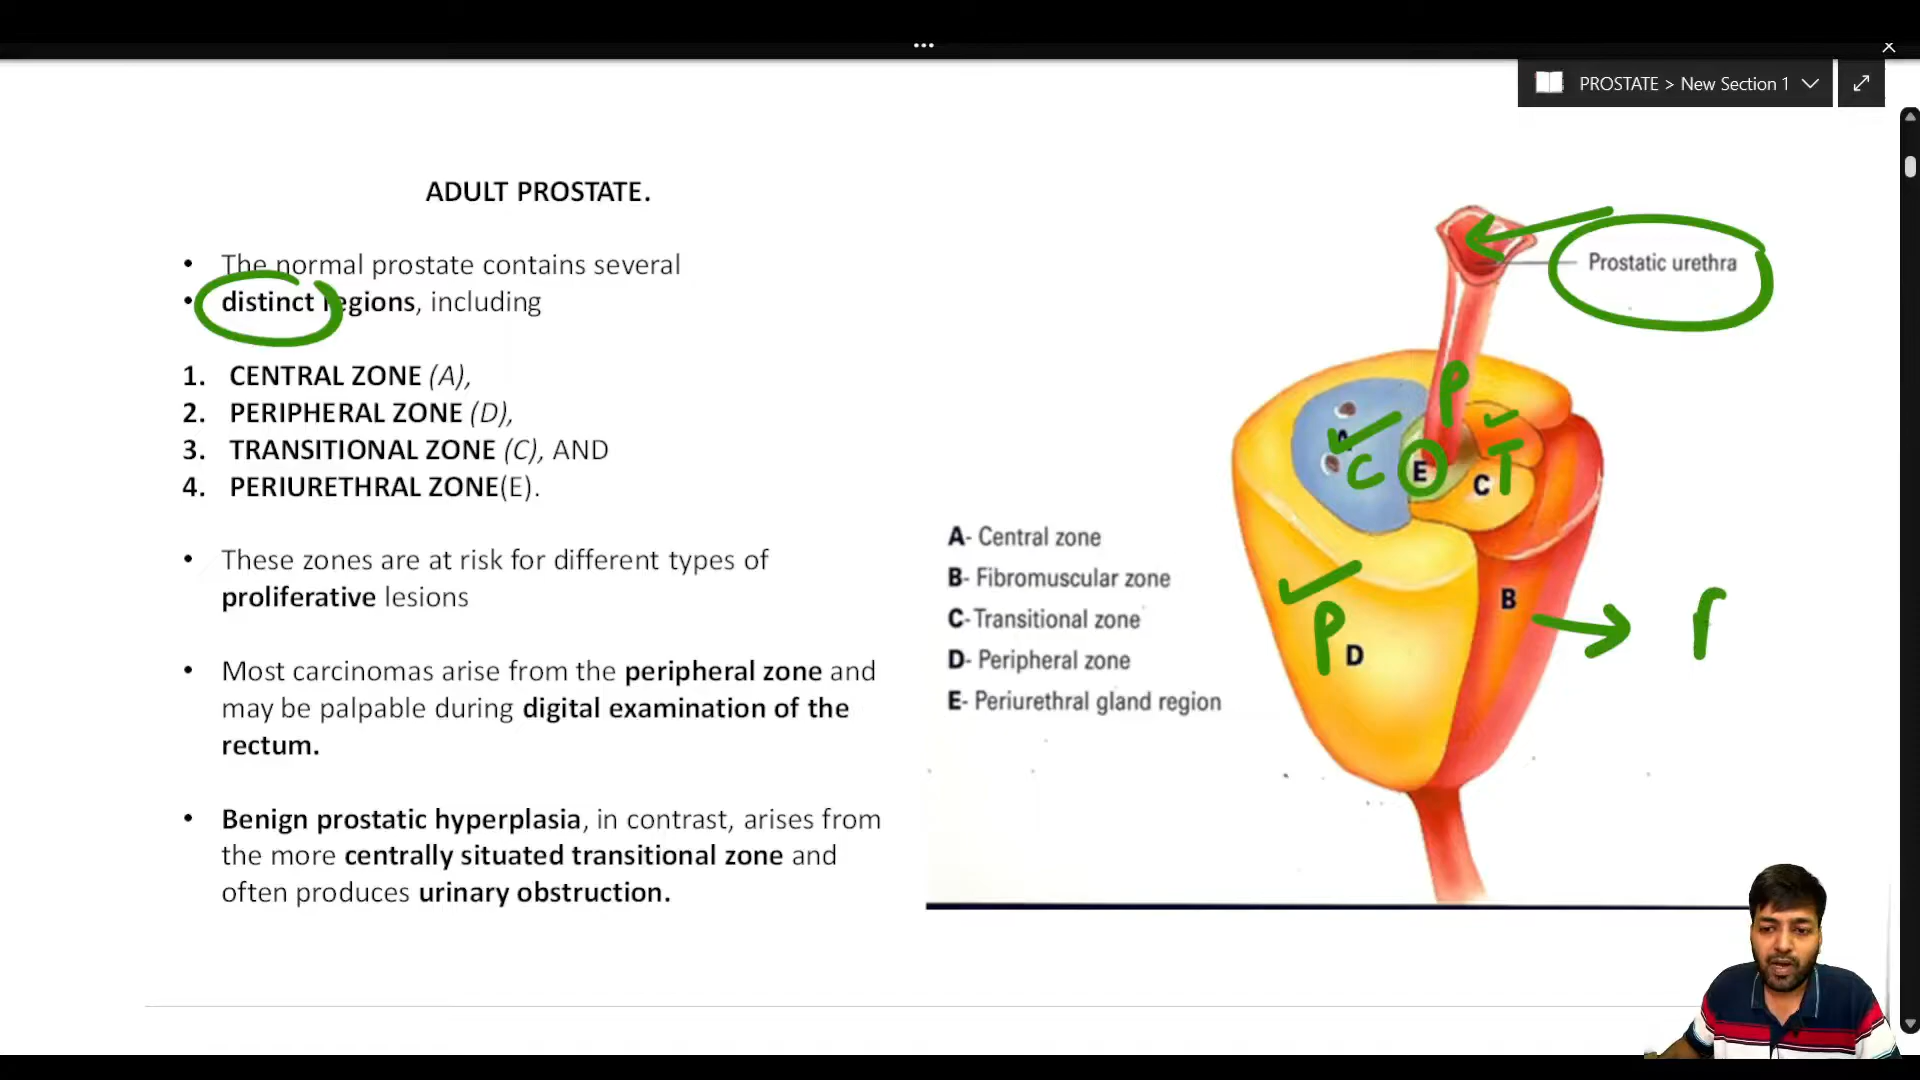 PROSTATE > New Section 1
ADULT PROSTATE.
• The normal prostate contains several
• distinct regions, including
1. CENTRAL ZONE (A),
2. PERIPHERAL ZONE (D),
3. TRANSITIONAL ZONE (C), AND
4. PERIURETHRAL ZONE(E).
• These zones are at risk for different types of
proliferative lesions
• Most carcinomas arise from the peripheral zone and
may be palpable during digital examination of the
rectum.
• Benign prostatic hyperplasia, in contrast, arises from
the more centrally situated transitional zone and
often produces urinary obstruction.
Prostatic urethra
P
C
E
C
T
B
P
D
A- Central zone
B- Fibromuscular zone
C- Transitional zone
D- Peripheral zone
E- Periurethral gland region